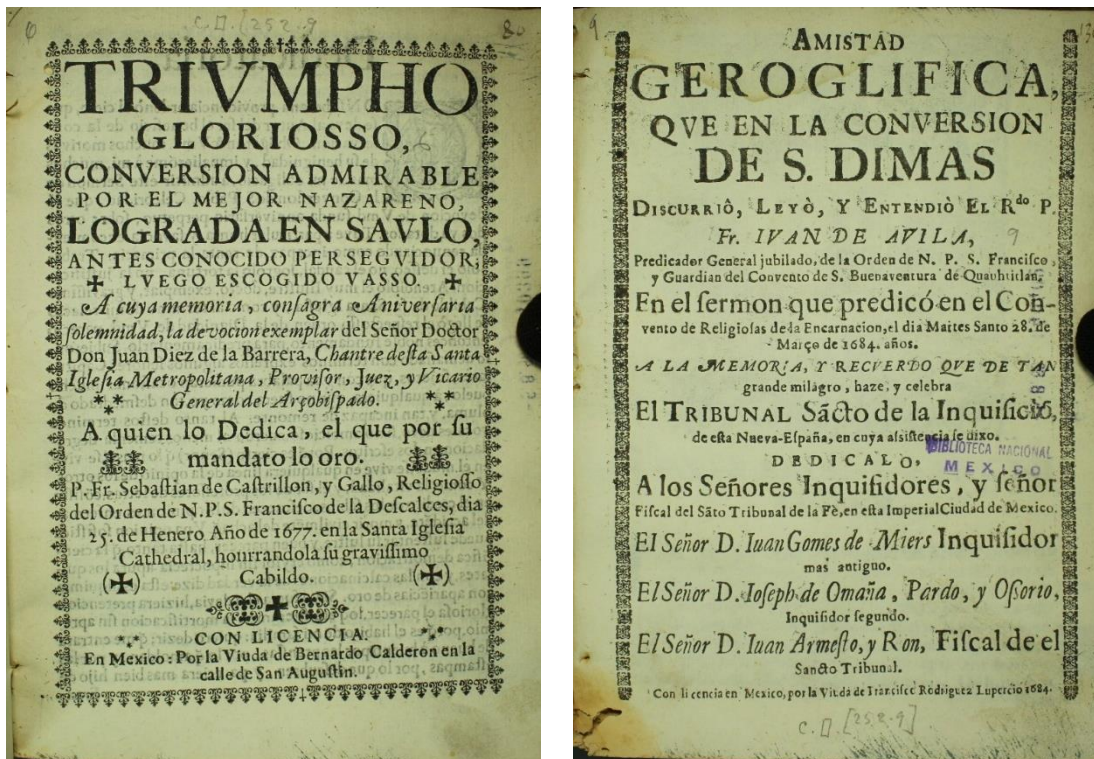 TRIVMPHO
GLORIOSSO,
CONVERSION ADMIRABLE
POR EL MEJOR NAZARENO,
LOGRADA EN SAVLO,
ANTES CONOCIDO PERSEGVIDOR,
LVEGO ESCOGIDO VASSO.
A cuya memoria, consagra Aniversaria
solemnidad, la devocion exemplar del Señor Doctor
Don Juan Diez de la Barrera, Chantre desta Santa
Iglesia Metropolitana, Provisor, Juez, y Vicario
General del Arçobispado.
A quien lo Dedica, el que por su
mandato lo oro.
P. Fr. Sebastian de Castrillon, y Gallo, Religiosso
del Orden de N.P.S. Francisco de la Descalces, dia
25. de Henero Año de 1677. en la Santa Iglesia
Cathedral, honrrandola su gravissimo
Cabildo.
CON LICENCIA.
En Mexico: Por la Viuda de Bernardo Calderon en la
calle de San Augustin.
AMISTAD
GEROGLIFICA,
QVE EN LA CONVERSION
DE S. DIMAS
DISCURRIÒ, LEYÒ, Y ENTENDIÒ EL Rdo P.
Fr. IVAN DE AVILA,
Predicador General jubilado, de la Orden de N. P. S. Francisco,
y Guardian del Convento de S. Buenaventura de Quauhtitlan,
En el sermon que predicó en el Con-
vento de Religiosas de la Encarnacion, el dia Martes Santo 28. de
Março de 1684. años.
A LA MEMORIA, Y RECVERDO QVE DE TAN
grande milagro, haze, y celebra
El TRIBUNAL Sãcto de la Inquisiciõ,
de esta Nueva-España, en cuya asistencia se dixo.
BIBLIOTECA NACIONAL
MEXICO
DEDICALO,
A los Señores Inquisidores, y señor
Fiscal del Sãto Tribunal de la Fè, en esta Imperial Ciudad de Mexico.
El Señor D. Iuan Gomes de Miers Inquisidor
mas antiguo.
El Señor D. Ioseph de Omaña, Pardo, y Osorio,
Inquisidor segundo.
El Señor D. Iuan Armesto, y Ron, Fiscal de el
Sancto Tribunal.
Con licencia en Mexico, por la Viuda de Francisco Rodriguez Lupercio 1684.
C. [252-9]